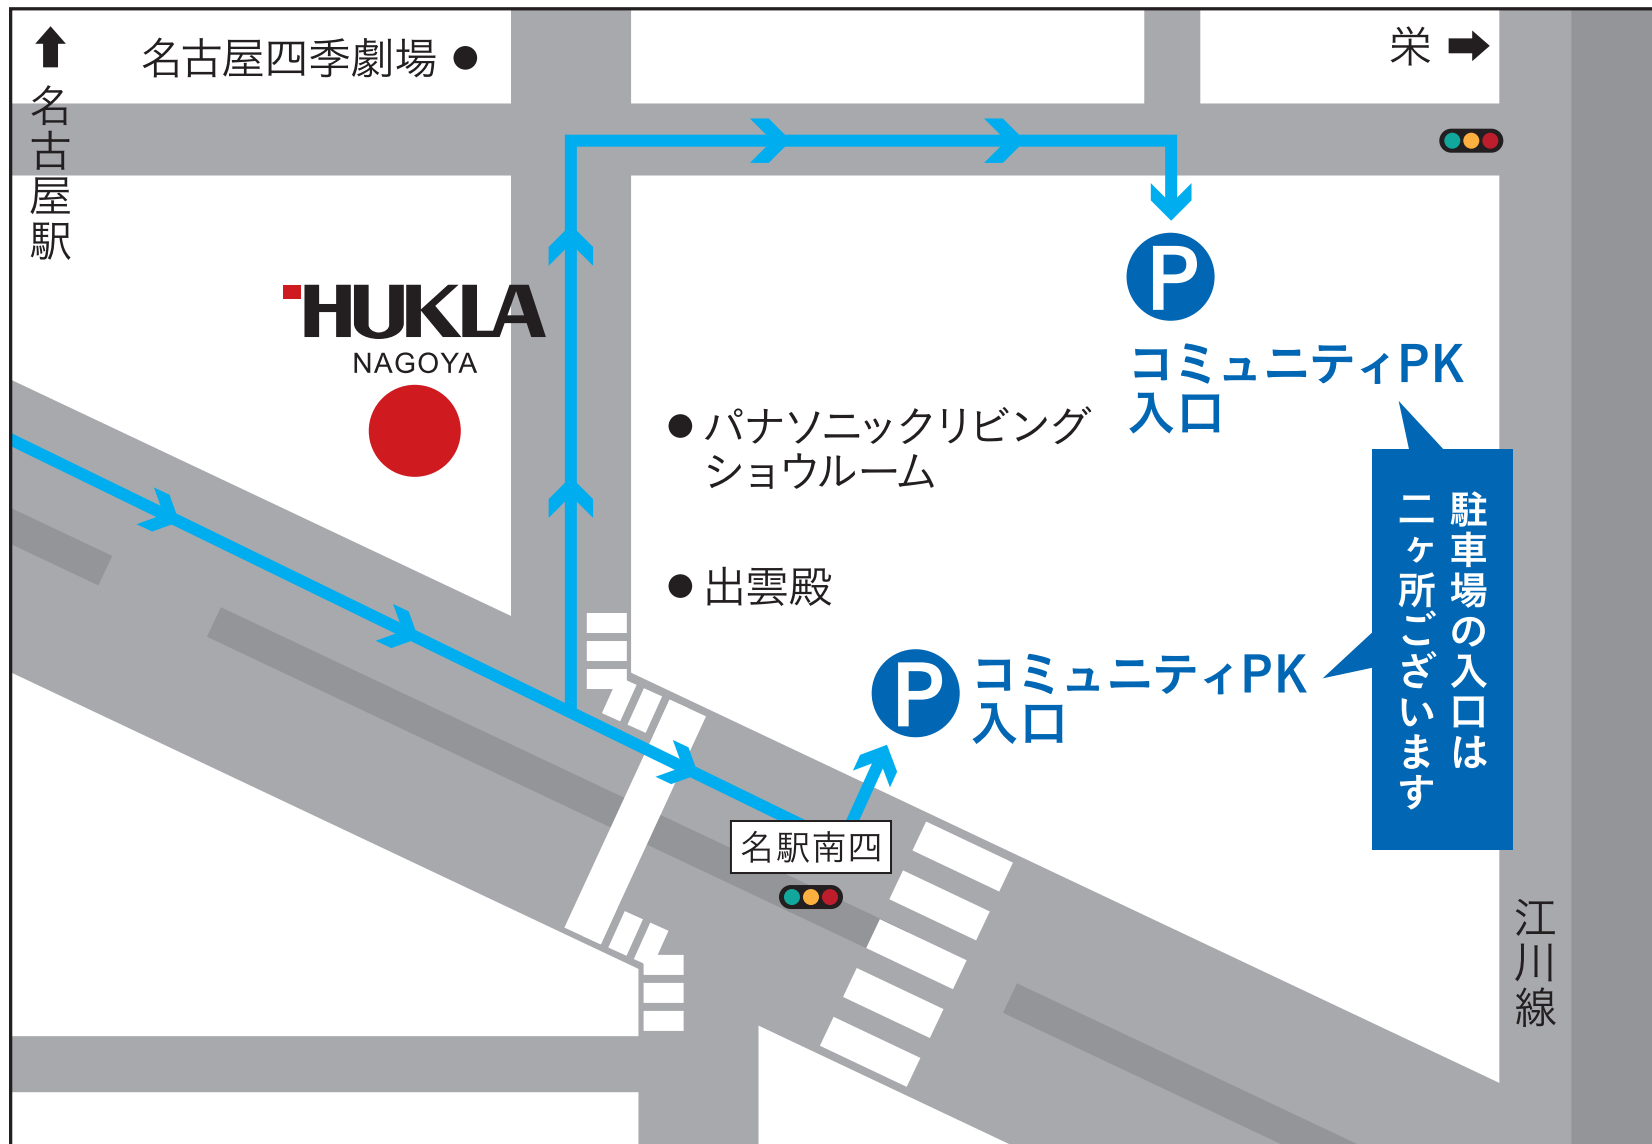 名古屋四季劇場
栄
名古屋駅
HUKLA
NAGOYA
P
コミュニティPK
入口
パナソニックリビング
ショウルーム
駐車場の入口は
二ヶ所ございます
出雲殿
P
コミュニティPK
入口
名駅南四
江川線